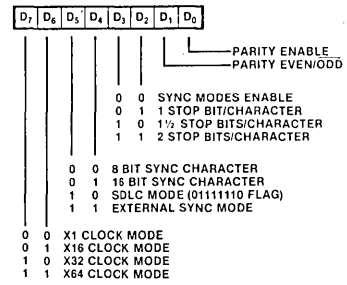 D7 D6 D5 D4 D3 D2 D1 D0
PARITY ENABLE
PARITY EVEN/ODD
0 0 SYNC MODES ENABLE
0 1 1 STOP BIT/CHARACTER
1 0 1½ STOP BITS/CHARACTER
1 1 2 STOP BITS/CHARACTER
0 0 8 BIT SYNC CHARACTER
0 1 16 BIT SYNC CHARACTER
1 0 SDLC MODE (01111110 FLAG)
1 1 EXTERNAL SYNC MODE
0 0 X1 CLOCK MODE
0 1 X16 CLOCK MODE
1 0 X32 CLOCK MODE
1 1 X64 CLOCK MODE